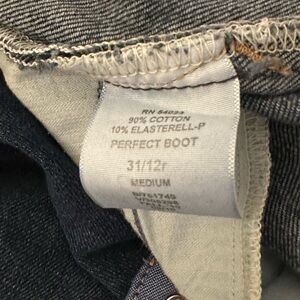 RN 54023
90% COTTON
10% ELASTERELL-P
PERFECT BOOT
31/12r
MEDIUM